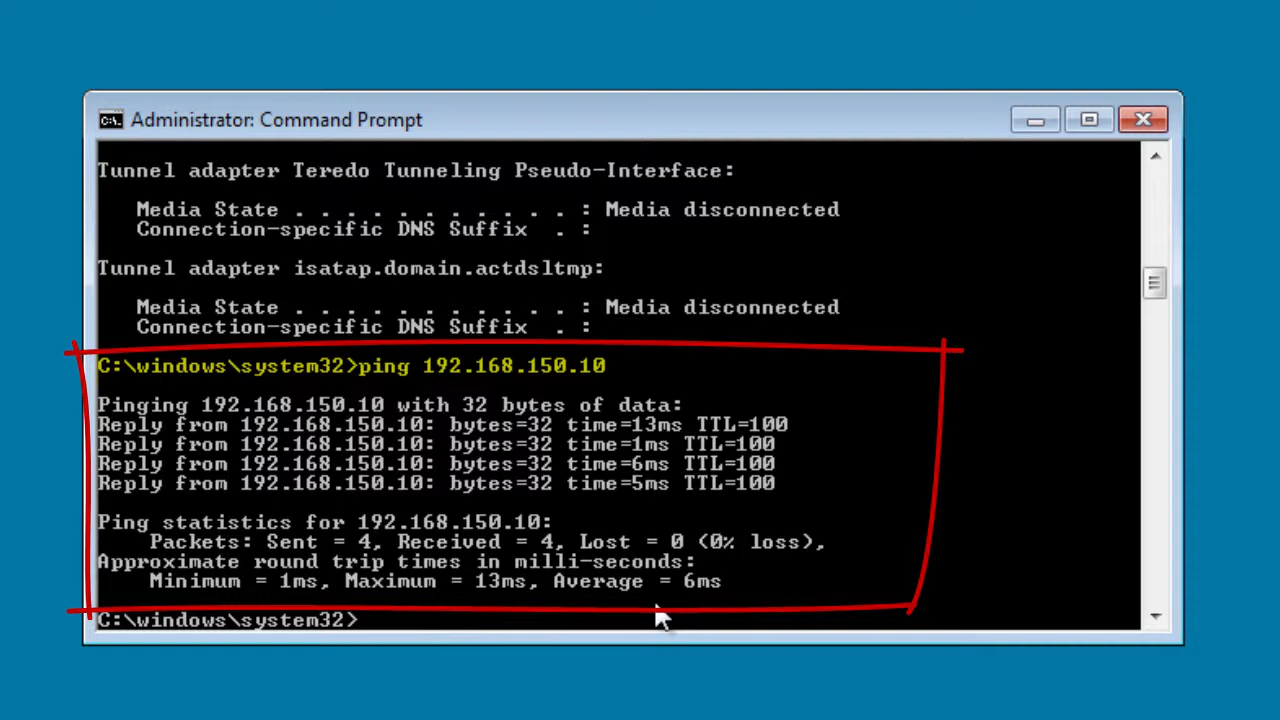 Administrator: Command Prompt
Tunnel adapter Teredo Tunneling Pseudo-Interface:
Media State . . . . . . . . . . . : Media disconnected
Connection-specific DNS Suffix  . :
Tunnel adapter isatap.domain.actdsltmp:
Media State . . . . . . . . . . . : Media disconnected
Connection-specific DNS Suffix  . :
C:\windows\system32>ping 192.168.150.10
Pinging 192.168.150.10 with 32 bytes of data:
Reply from 192.168.150.10: bytes=32 time=13ms TTL=100
Reply from 192.168.150.10: bytes=32 time=1ms TTL=100
Reply from 192.168.150.10: bytes=32 time=6ms TTL=100
Reply from 192.168.150.10: bytes=32 time=5ms TTL=100
Ping statistics for 192.168.150.10:
Packets: Sent = 4, Received = 4, Lost = 0 (0% loss),
Approximate round trip times in milli-seconds:
Minimum = 1ms, Maximum = 13ms, Average = 6ms
C:\windows\system32>